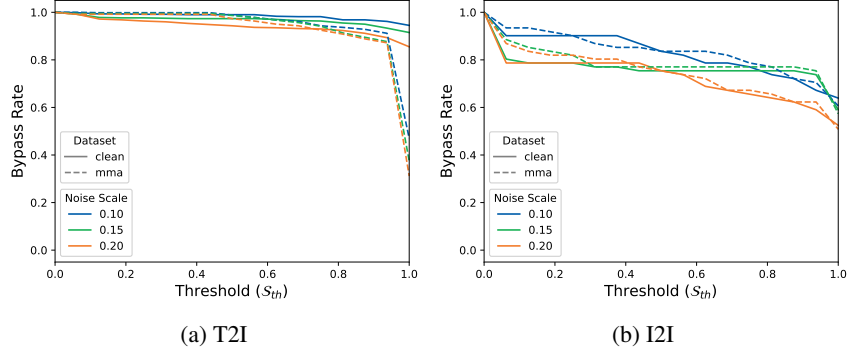 1.0
0.8
0.6
0.4
0.2
0.0
Bypass Rate
Dataset
clean
mma
Noise Scale
0.10
0.15
0.20
0.0 0.2 0.4 0.6 0.8 1.0
Threshold (S_th)
(a) T2I
1.0
0.8
0.6
0.4
0.2
0.0
Bypass Rate
Dataset
clean
mma
Noise Scale
0.10
0.15
0.20
0.0 0.2 0.4 0.6 0.8 1.0
Threshold (S_th)
(b) I2I